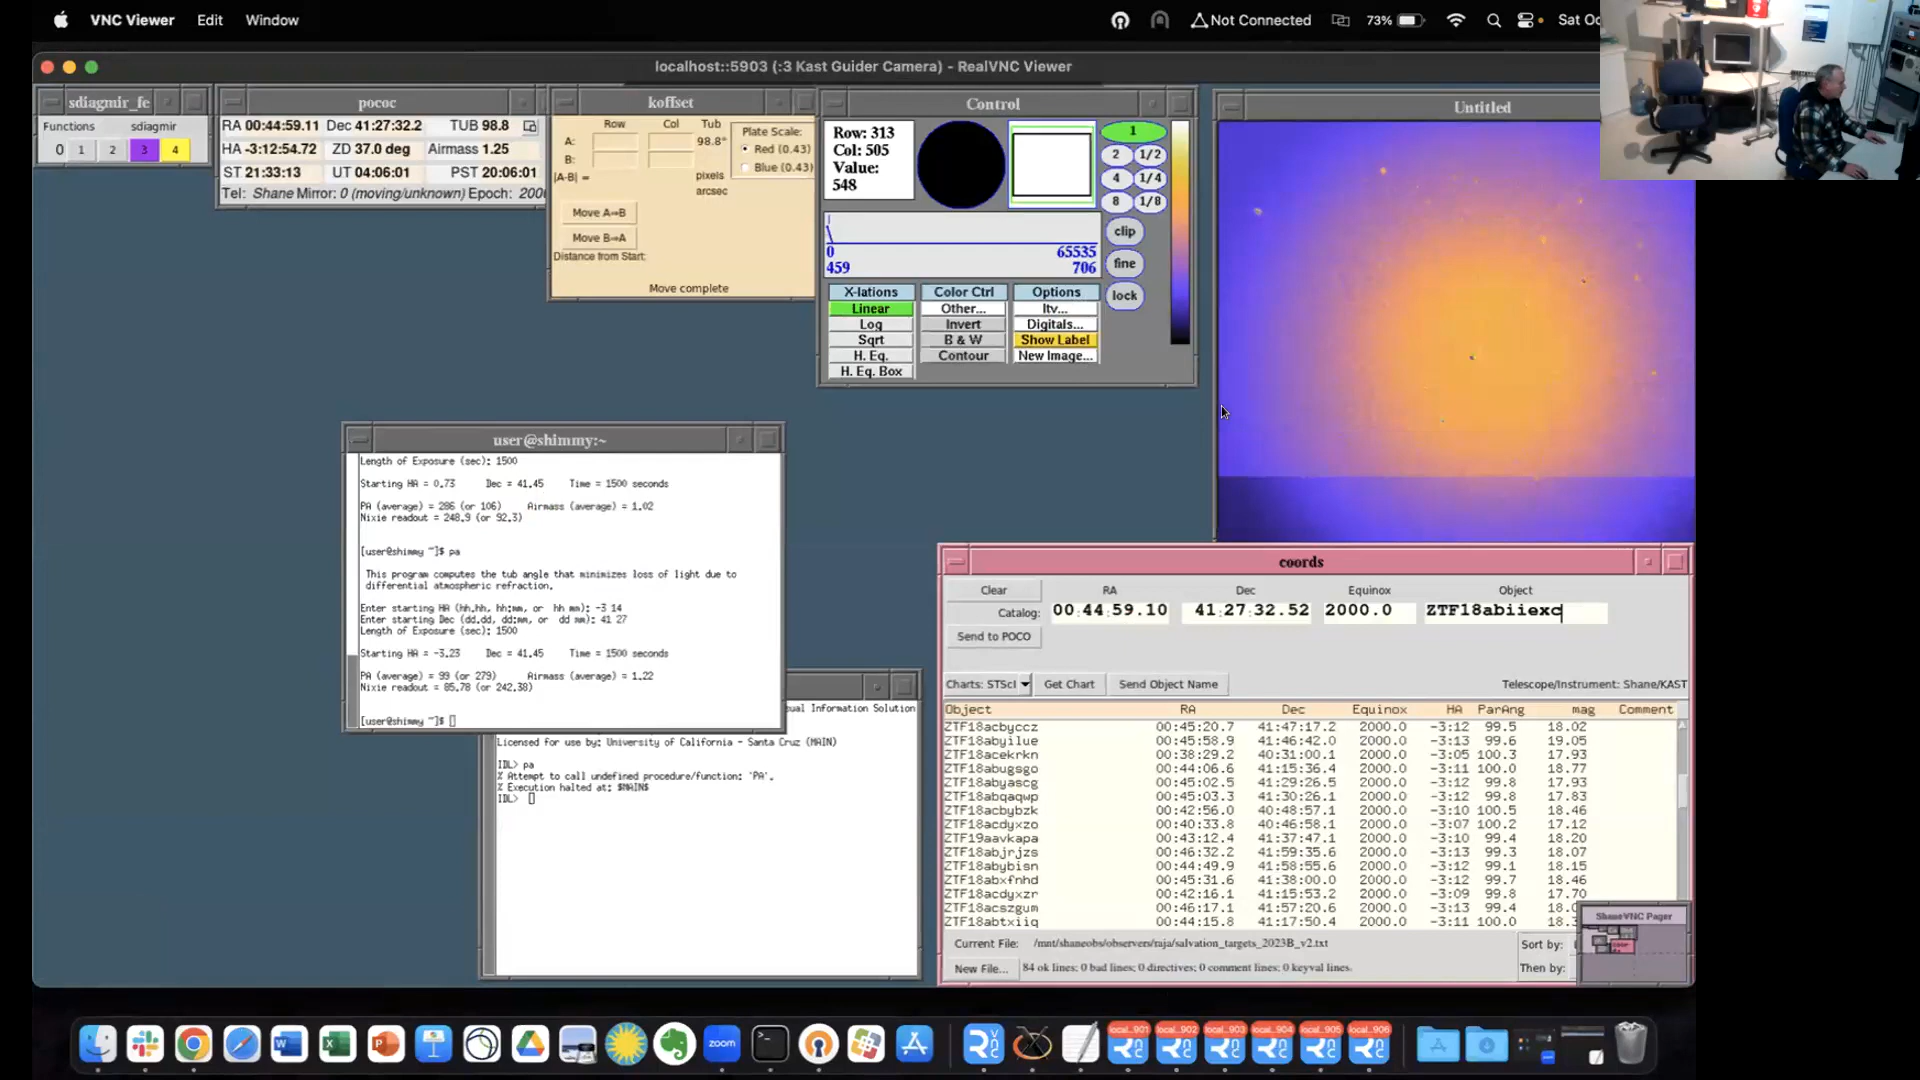 VNC Viewer Edit Window Not Connected 73% Sat Oc
localhost::5903 (:3 Kast Guider Camera) - RealVNC Viewer
sdiagmir_fe
Functions sdiagmir
0 1 2 3 4
pococ
RA 00:44:59.11 Dec 41:27:32.2 TUB 98.8
HA -3:12:54.72 ZD 37.0 deg Airmass 1.25
ST 21:33:13 UT 04:06:01 PST 20:06:01
Tel: Shane Mirror: 0 (moving/unknown) Epoch: 2000
koffset
Row Col Tub
A: 98.8°
B:
|A-B| = pixels
arcsec
Plate Scale:
Red (0.43)
Blue (0.43)
Move A⇒B
Move B⇒A
Distance from Start:
Move complete
Control
Row: 313
Col: 505
Value:
548
1
2 1/2
4 1/4
8 1/8
clip
fine
lock
0 65535
459 706
X-lations Color Ctrl Options
Linear Other... Itv...
Log Invert Digitals...
Sqrt B & W Show Label
H. Eq. Contour New Image...
H. Eq. Box
Untitled
user@shimmy:~
Length of Exposure (sec): 1500
Starting HA = 0.73 Dec = 41.45 Time = 1500 seconds
PA (average) = 286 (or 106) Airmass (average) = 1.02
Nixie readout = 248.9 (or 92.3)
[user@shimmy ~]$ pa
This program computes the tub angle that minimizes loss of light due to
differential atmospheric refraction.
Enter starting HA (hh.hh, hh:mm, or hh mm): -3 14
Enter starting Dec (dd.dd, dd:mm, or dd mm): 41 27
Length of Exposure (sec): 1500
Starting HA = -3.23 Dec = 41.45 Time = 1500 seconds
PA (average) = 99 (or 279) Airmass (average) = 1.22
Nixie readout = 85.78 (or 242.38)
[user@shimmy ~]$
sual Information Solution
Licensed for use by: University of California - Santa Cruz (MAIN)
IDL> pa
% Attempt to call undefined procedure/function: 'PA'.
% Execution halted at: $MAIN$
IDL>
coords
Clear RA Dec Equinox Object
Catalog: 00:44:59.10 41:27:32.52 2000.0 ZTF18abiiexc
Send to POCO
Charts: STScI Get Chart Send Object Name Telescope/Instrument: Shane/KAST
Object RA Dec Equinox HA ParAng mag Comment
ZTF18acbyccz 00:45:20.7 41:47:17.2 2000.0 -3:12 99.5 18.02
ZTF18abyilue 00:45:58.9 41:46:42.0 2000.0 -3:13 99.6 19.05
ZTF18acekrkn 00:38:29.2 40:31:00.1 2000.0 -3:05 100.3 17.93
ZTF18abugsgo 00:44:06.6 41:15:36.4 2000.0 -3:11 100.0 18.77
ZTF18abyascg 00:45:02.5 41:29:26.5 2000.0 -3:12 99.8 17.93
ZTF18abqaqwp 00:45:03.3 41:30:26.1 2000.0 -3:12 99.8 17.83
ZTF18acbybzk 00:42:56.0 40:48:57.1 2000.0 -3:10 100.5 18.46
ZTF18acdyxzo 00:40:33.8 40:46:58.1 2000.0 -3:07 100.2 17.12
ZTF19aavkapa 00:43:12.4 41:37:47.1 2000.0 -3:10 99.4 18.20
ZTF18abjrjzs 00:46:32.2 41:59:35.6 2000.0 -3:13 99.3 18.07
ZTF18abybisn 00:44:49.9 41:58:55.6 2000.0 -3:12 99.1 18.15
ZTF18abxfnhd 00:45:31.6 41:38:00.0 2000.0 -3:12 99.7 18.46
ZTF18acdyxzr 00:42:16.1 41:15:53.2 2000.0 -3:09 99.8 17.70
ZTF18acszgum 00:46:17.1 41:57:20.6 2000.0 -3:13 99.4 18.0
ZTF18abtxiiq 00:44:15.8 41:17:50.4 2000.0 -3:11 100.0 18.3
Current File: /mnt/shaneobs/observers/raja/salvation_targets_2023B_v2.txt Sort by:
New File... 84 ok lines; 0 bad lines; 0 directives; 0 comment lines; 0 keyval lines. Then by:
ShaneVNC Pager
zoom
local_901 local_902 local_903 local_904 local_905 local_906